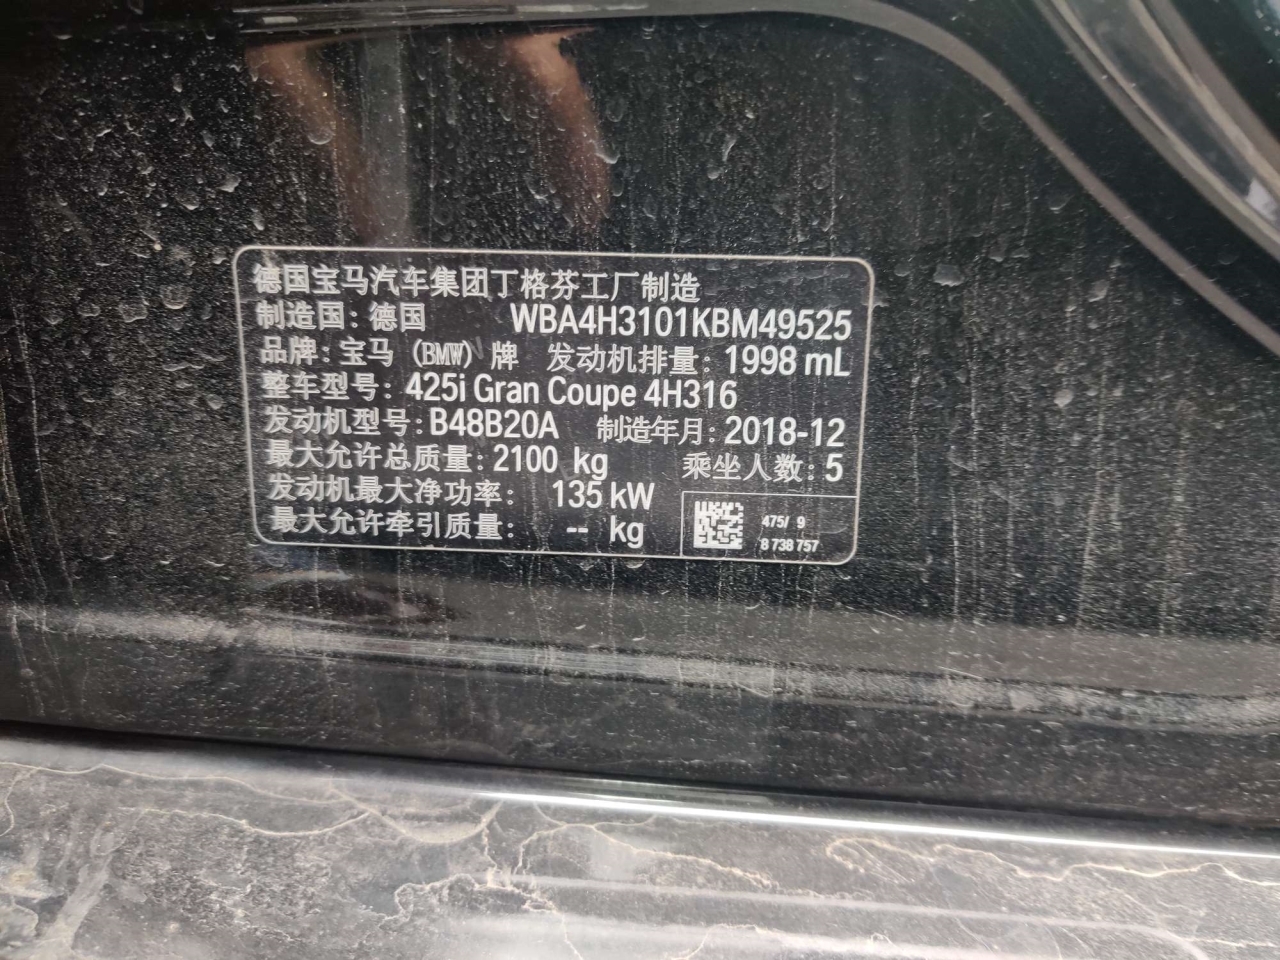 德国宝马汽车集团丁格芬工厂制造
制造国：德国 WBA4H3101KBM49525
品牌：宝马 (BMW) 牌 发动机排量：1998 mL
整车型号：425i Gran Coupe 4H316
发动机型号：B48B20A 制造年月：2018-12
最大允许总质量：2100 kg 乘坐人数：5
发动机最大净功率： 135 kW
最大允许牵引质量： -- kg
475/ 9
8 738 757